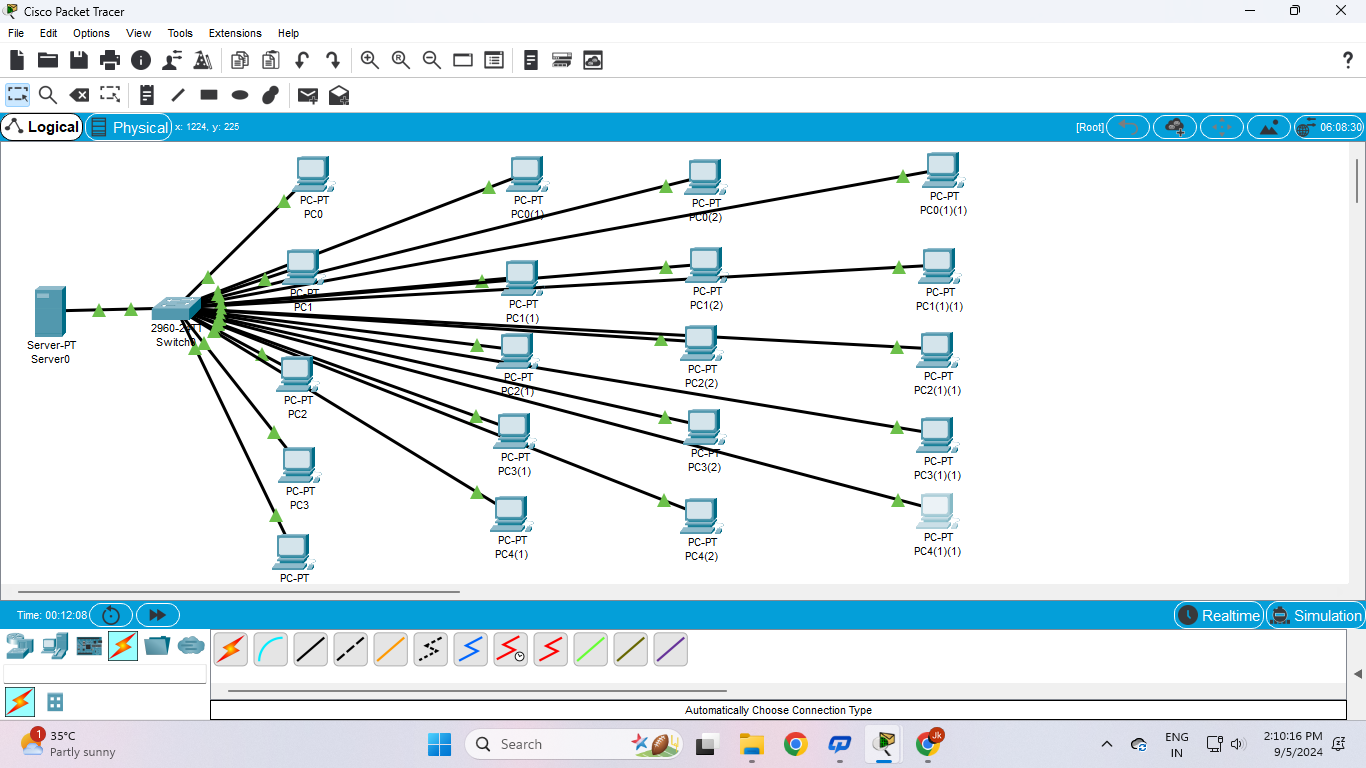 Cisco Packet Tracer
File Edit Options View Tools Extensions Help
Logical
Physical
x: 1224, y: 225
[Root]
06:08:30
PC-PT
PC0
PC-PT
PC0(1)
PC-PT
PC0(2)
PC-PT
PC0(1)(1)
PC-PT
PC1
PC-PT
PC1(1)
PC-PT
PC1(2)
PC-PT
PC1(1)(1)
Server-PT
Server0
2960-24TT
Switch0
PC-PT
PC2
PC-PT
PC2(1)
PC-PT
PC2(2)
PC-PT
PC2(1)(1)
PC-PT
PC3
PC-PT
PC3(1)
PC-PT
PC3(2)
PC-PT
PC3(1)(1)
PC-PT
PC-PT
PC4(1)
PC-PT
PC4(2)
PC-PT
PC4(1)(1)
Time: 00:12:08
Realtime
Simulation
Automatically Choose Connection Type
1
35°C
Partly sunny
Search
Jk
ENG
IN
2:10:16 PM
9/5/2024